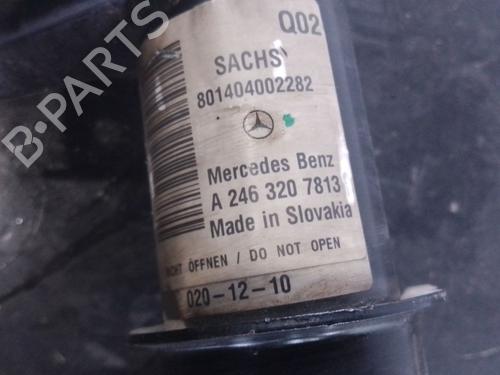 Q02
SACHS
801404002282
Mercedes Benz
A 246 320 7813
Made in Slovakia
ÖFFNEN / DO NOT OPEN
020-12-10
B-PARTS